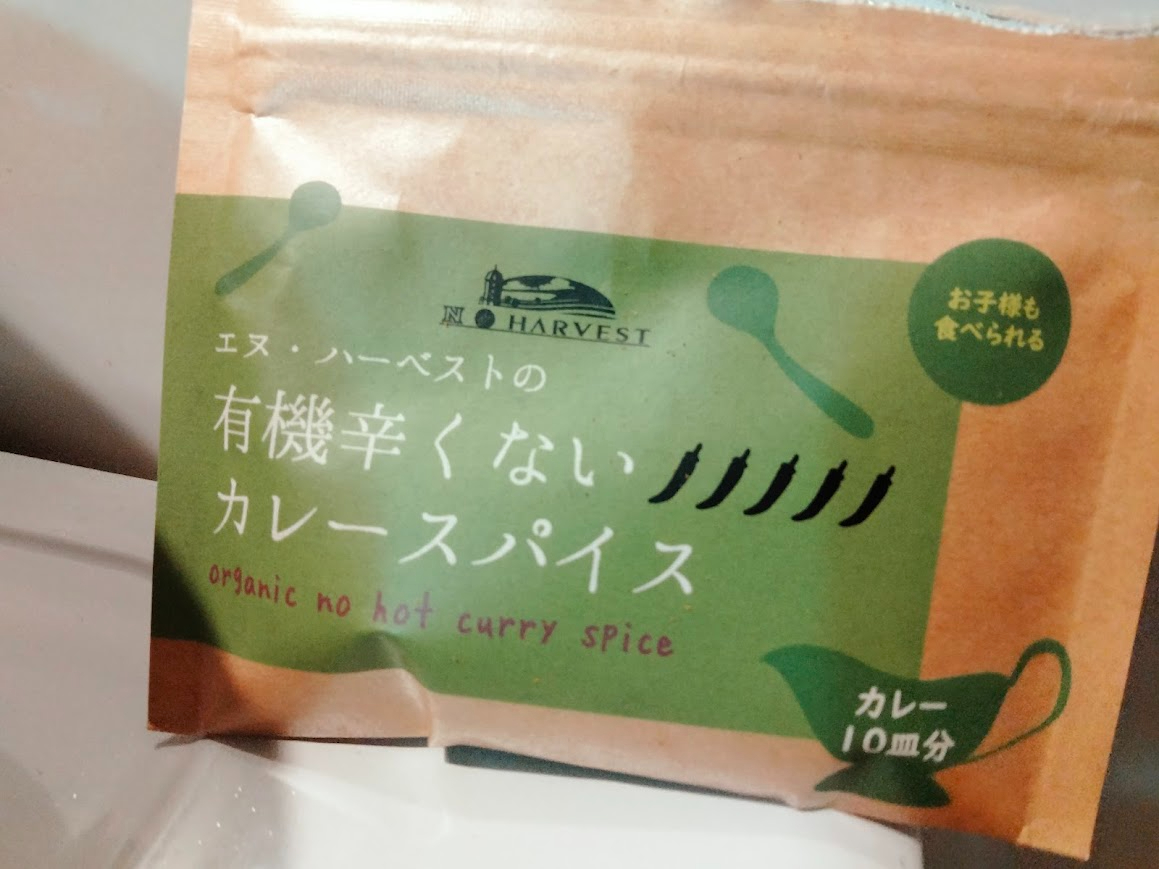 N HARVEST
お子様も
食べられる
エヌ・ハーベストの
有機辛くない
カレースパイス
organic no hot curry spice
カレー
10皿分